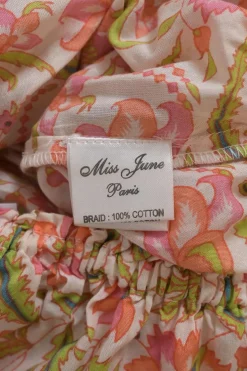 Miss June
Paris
BRAID : 100% COTTON